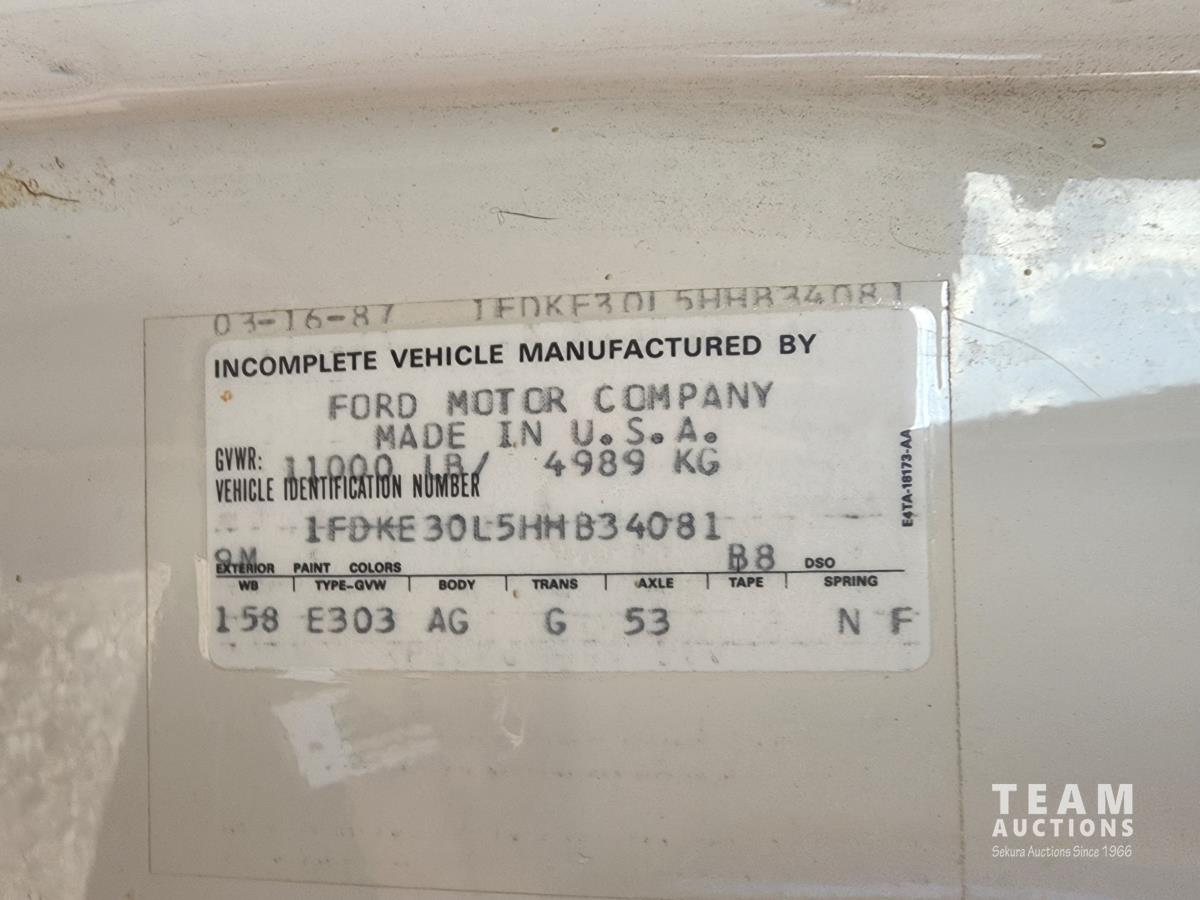 03-16-87 1FDKE30L5HHB34081
INCOMPLETE VEHICLE MANUFACTURED BY
FORD MOTOR COMPANY
MADE IN U.S.A.
GVWR: 11000 LB/ 4989 KG
VEHICLE IDENTIFICATION NUMBER
1FDKE30L5HHB34081
9M B8
EXTERIOR PAINT COLORS DSO
WB TYPE-GVW BODY TRANS AXLE TAPE SPRING
158 E303 AG G 53 N F
E4TA-18173-AA
TEAM
AUCTIONS
Sekura Auctions Since 1966